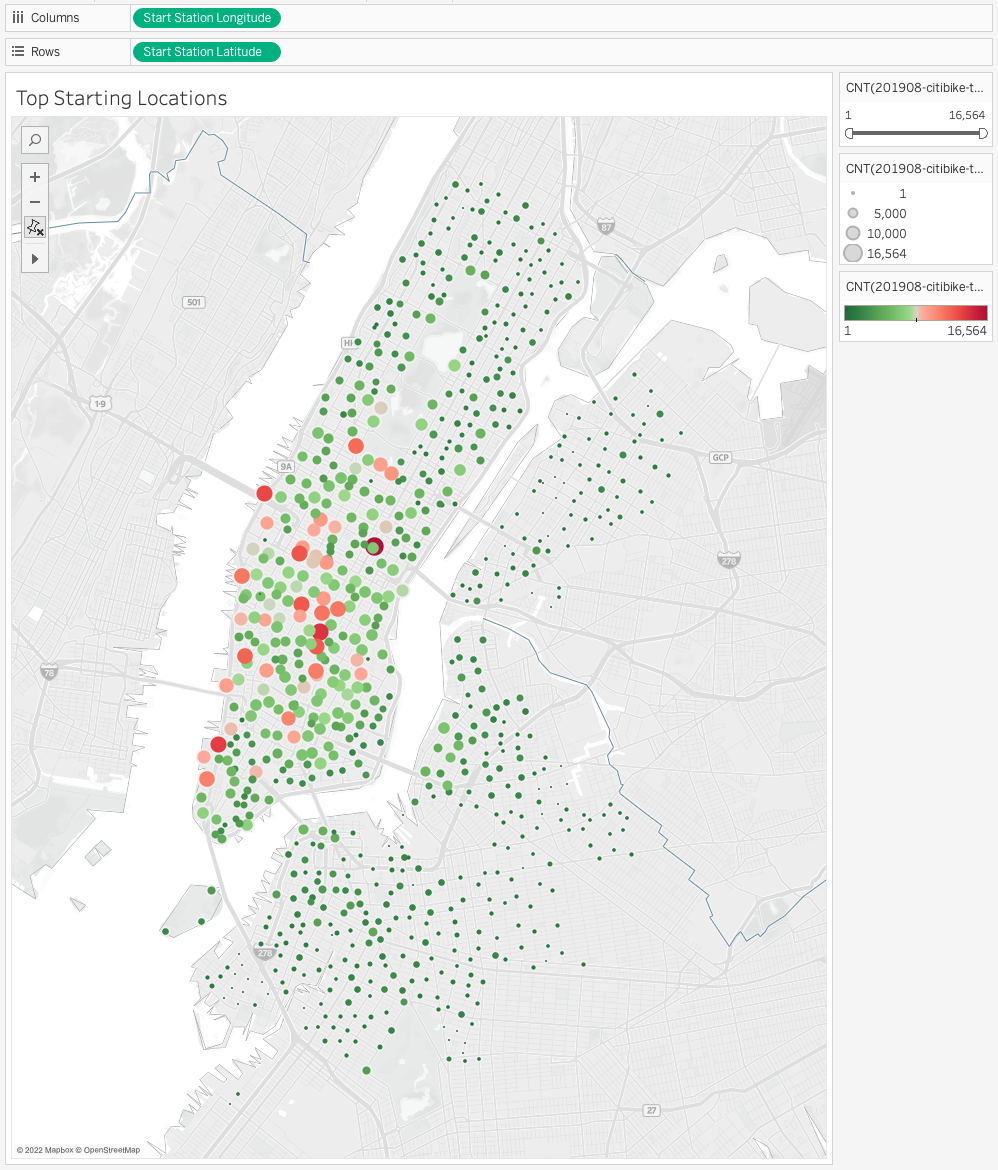 Columns
Start Station Longitude
Rows
Start Station Latitude
Top Starting Locations
CNT(201908-citibike-t...
1 16,564
CNT(201908-citibike-t...
1
5,000
10,000
16,564
CNT(201908-citibike-t...
1 16,564
87
501
1-9
9A
GCP
278
78
278
27
© 2022 Mapbox © OpenStreetMap